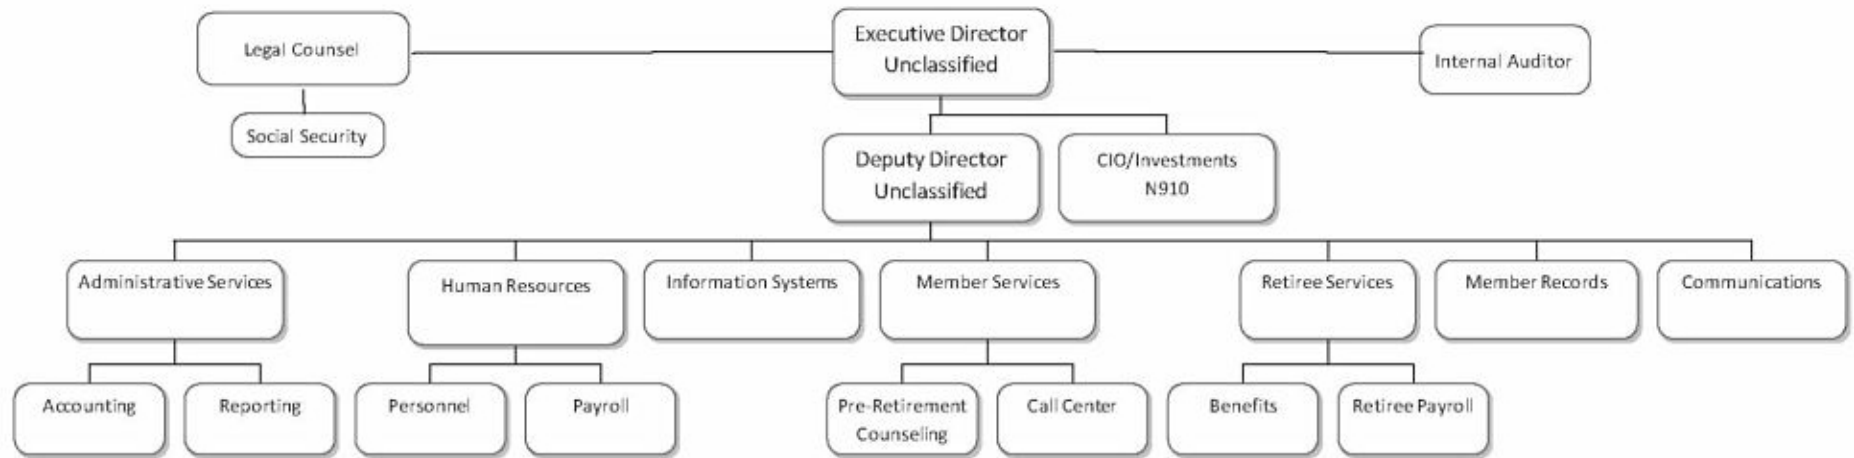 Legal Counsel
Executive Director
Unclassified
Internal Auditor
Social Security
Deputy Director
Unclassified
CIO/Investments
N910
Administrative Services
Human Resources
Information Systems
Member Services
Retiree Services
Member Records
Communications
Accounting
Reporting
Personnel
Payroll
Pre-Retirement
Counseling
Call Center
Benefits
Retiree Payroll